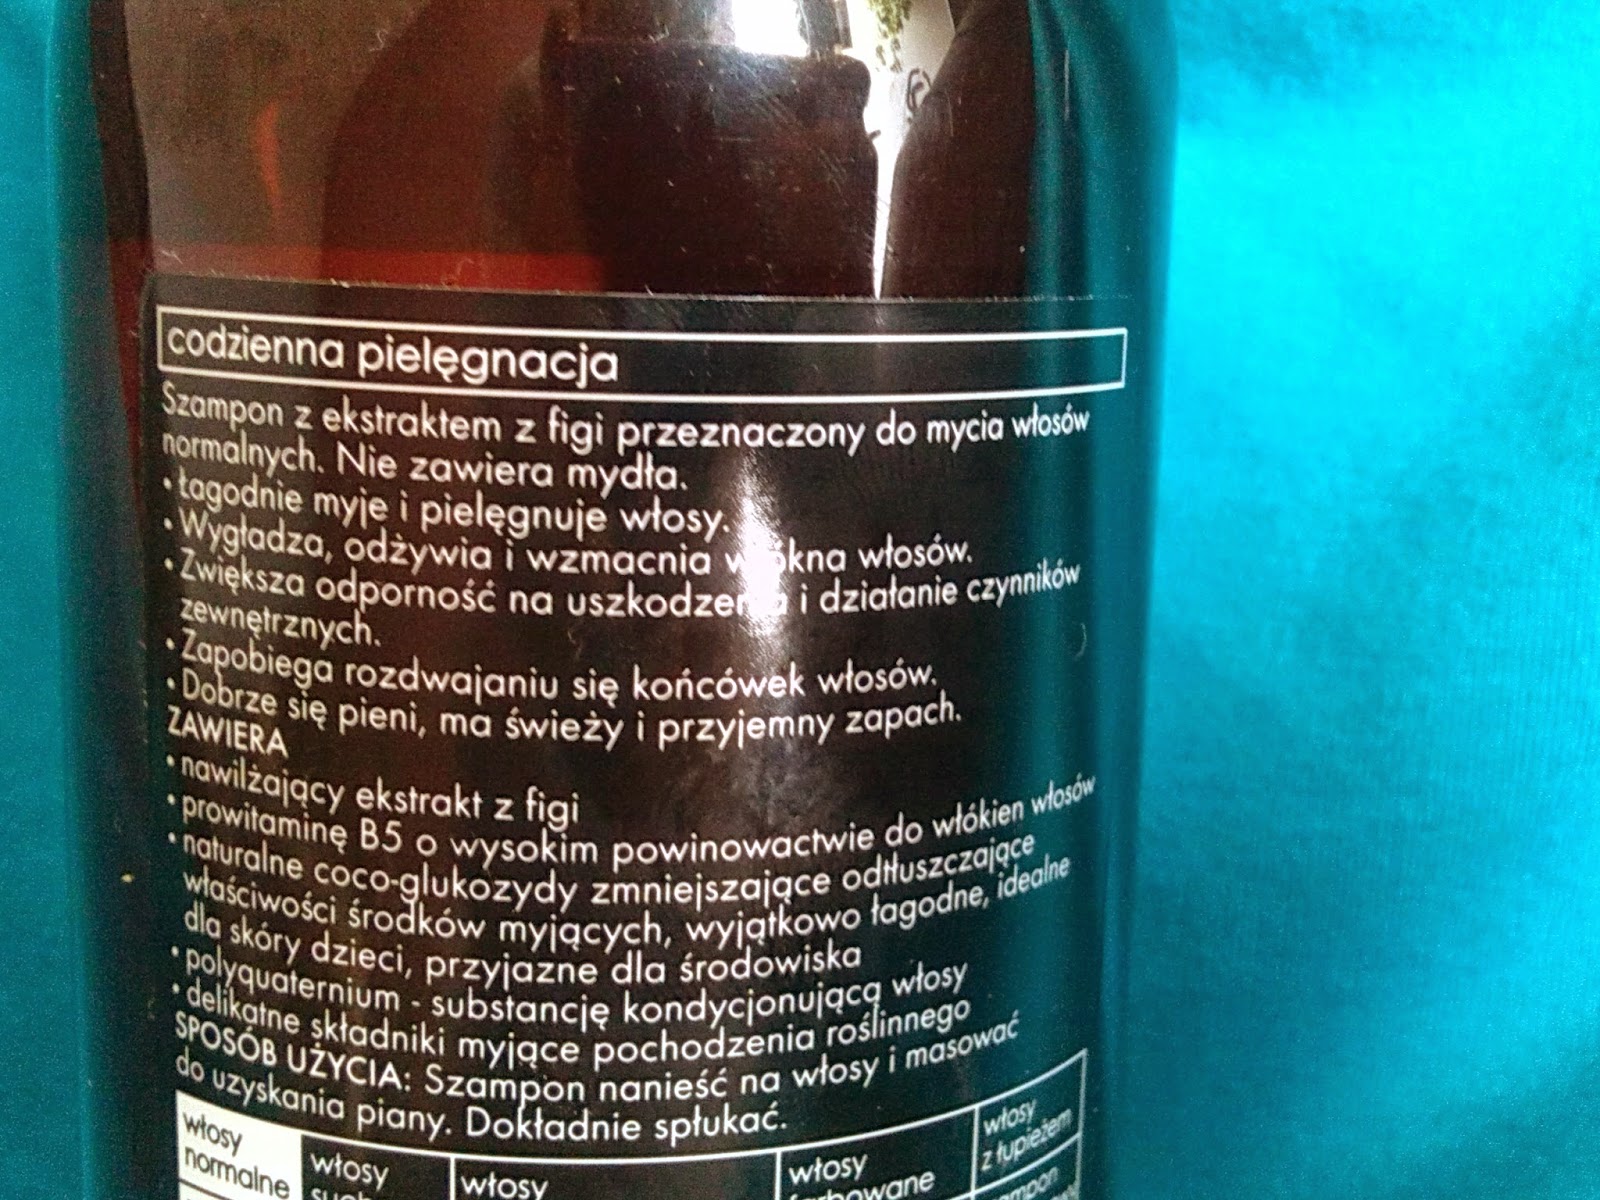 codzienna pielęgnacja
Szampon z ekstraktem z figi przeznaczony do mycia włosów
normalnych. Nie zawiera mydła.
• Łagodnie myje i pielęgnuje włosy.
• Wygładza, odżywia i wzmacnia włókna włosów.
• Zwiększa odporność na uszkodzenia i działanie czynników
zewnętrznych.
• Zapobiega rozdwajaniu się końcówek włosów.
• Dobrze się pieni, ma świeży i przyjemny zapach.
ZAWIERA
• nawilżający ekstrakt z figi
• prowitaminę B5 o wysokim powinowactwie do włókien włosów
• naturalne coco-glukozydy zmniejszające odtłuszczające
właściwości środków myjących, wyjątkowo łagodne, idealne
dla skóry dzieci, przyjazne dla środowiska
• polyquaternium - substancję kondycjonującą włosy
• delikatne składniki myjące pochodzenia roślinnego
SPOSÓB UŻYCIA: Szampon nanieść na włosy i masować
do uzyskania piany. Dokładnie spłukać.
włosy
normalne
włosy
włosy
włosy
włosy
z łupieżem